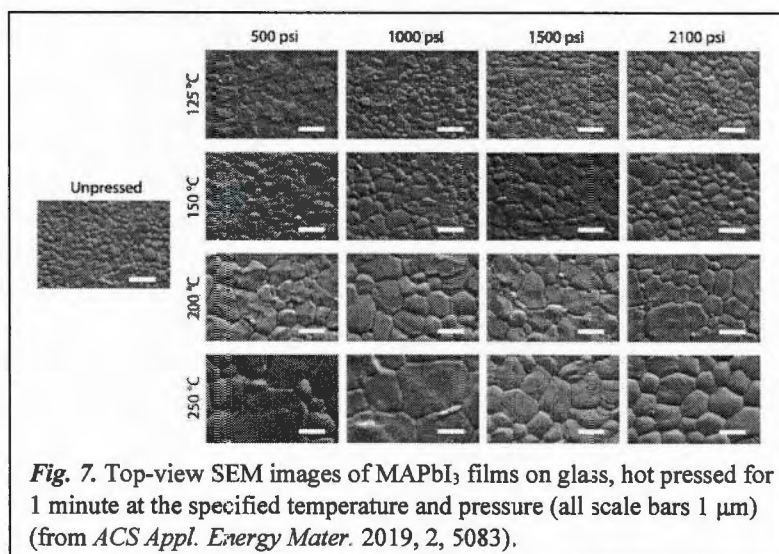 500 psi 1000 psi 1500 psi 2100 psi
125 °C
Unpressed
150 °C
200 °C
250 °C
Fig. 7. Top-view SEM images of MAPbI₃ films on glass, hot pressed for
1 minute at the specified temperature and pressure (all scale bars 1 μm)
(from ACS Appl. Energy Mater. 2019, 2, 5083).